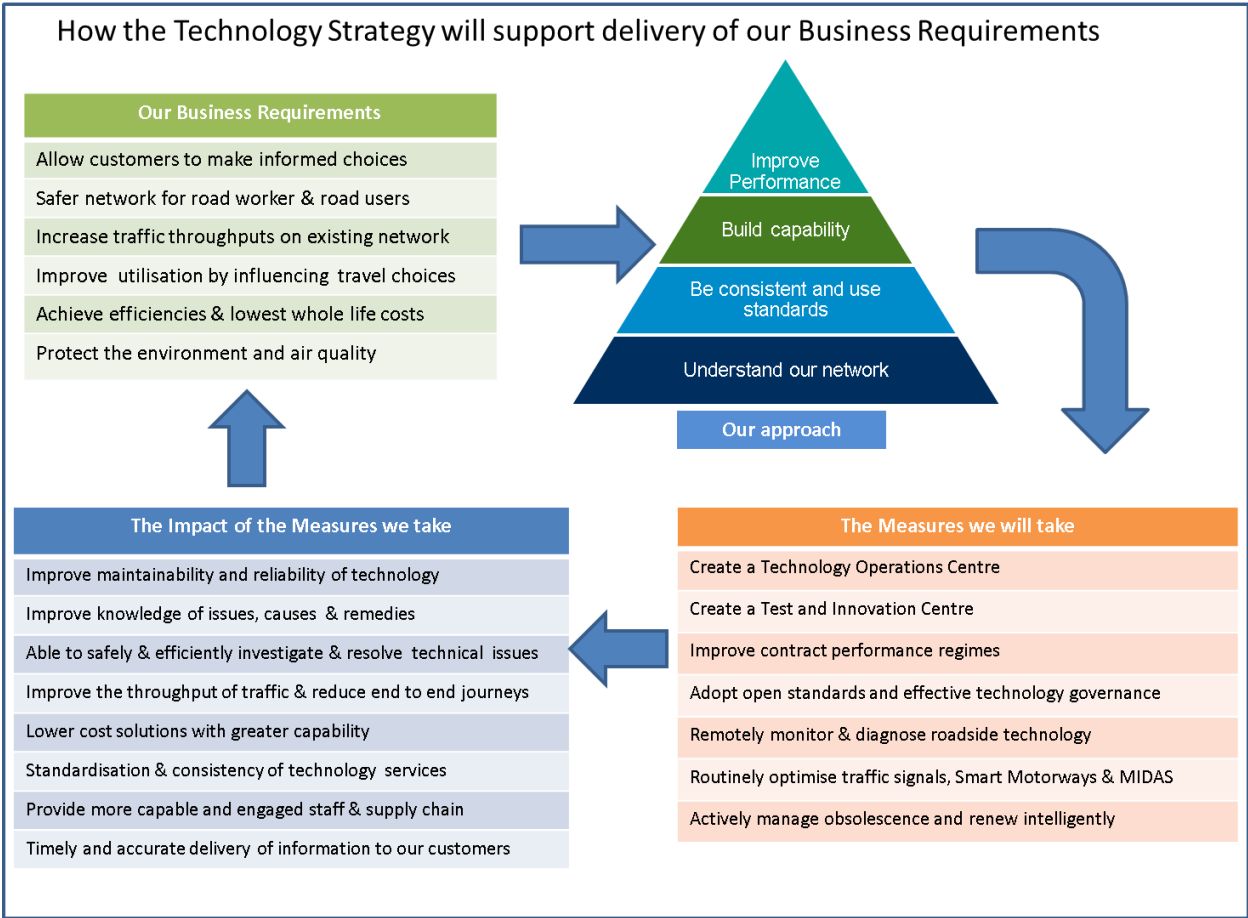 How the Technology Strategy will support delivery of our Business Requirements
Our Business Requirements
Allow customers to make informed choices
Safer network for road worker & road users
Increase traffic throughputs on existing network
Improve utilisation by influencing travel choices
Achieve efficiencies & lowest whole life costs
Protect the environment and air quality
Improve
Performance
Build capability
Be consistent and use
standards
Understand our network
Our approach
The Measures we will take
Create a Technology Operations Centre
Create a Test and Innovation Centre
Improve contract performance regimes
Adopt open standards and effective technology governance
Remotely monitor & diagnose roadside technology
Routinely optimise traffic signals, Smart Motorways & MIDAS
Actively manage obsolescence and renew intelligently
The Impact of the Measures we take
Improve maintainability and reliability of technology
Improve knowledge of issues, causes & remedies
Able to safely & efficiently investigate & resolve technical issues
Improve the throughput of traffic & reduce end to end journeys
Lower cost solutions with greater capability
Standardisation & consistency of technology services
Provide more capable and engaged staff & supply chain
Timely and accurate delivery of information to our customers